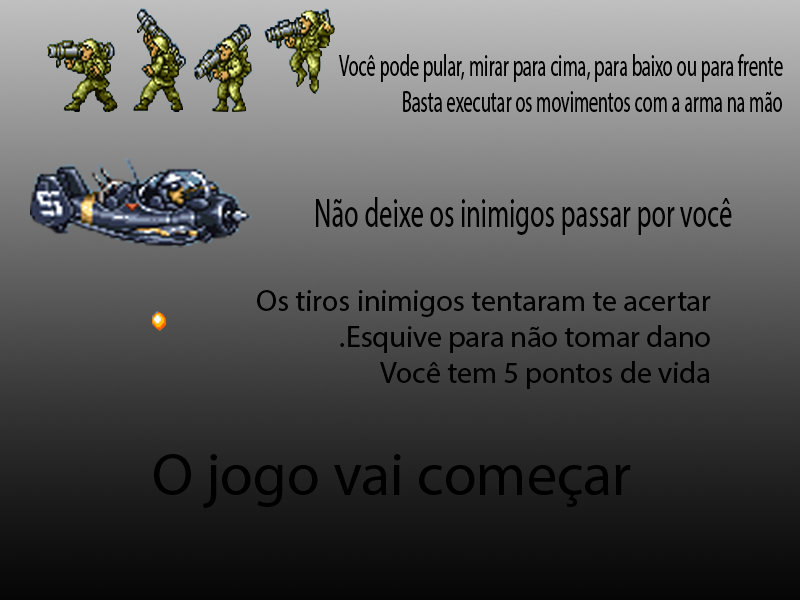 Você pode pular, mirar para cima, para baixo ou para frente
Basta executar os movimentos com a arma na mão
Não deixe os inimigos passar por você
Os tiros inimigos tentaram te acertar
.Esquive para não tomar dano
Você tem 5 pontos de vida
O jogo vai começar